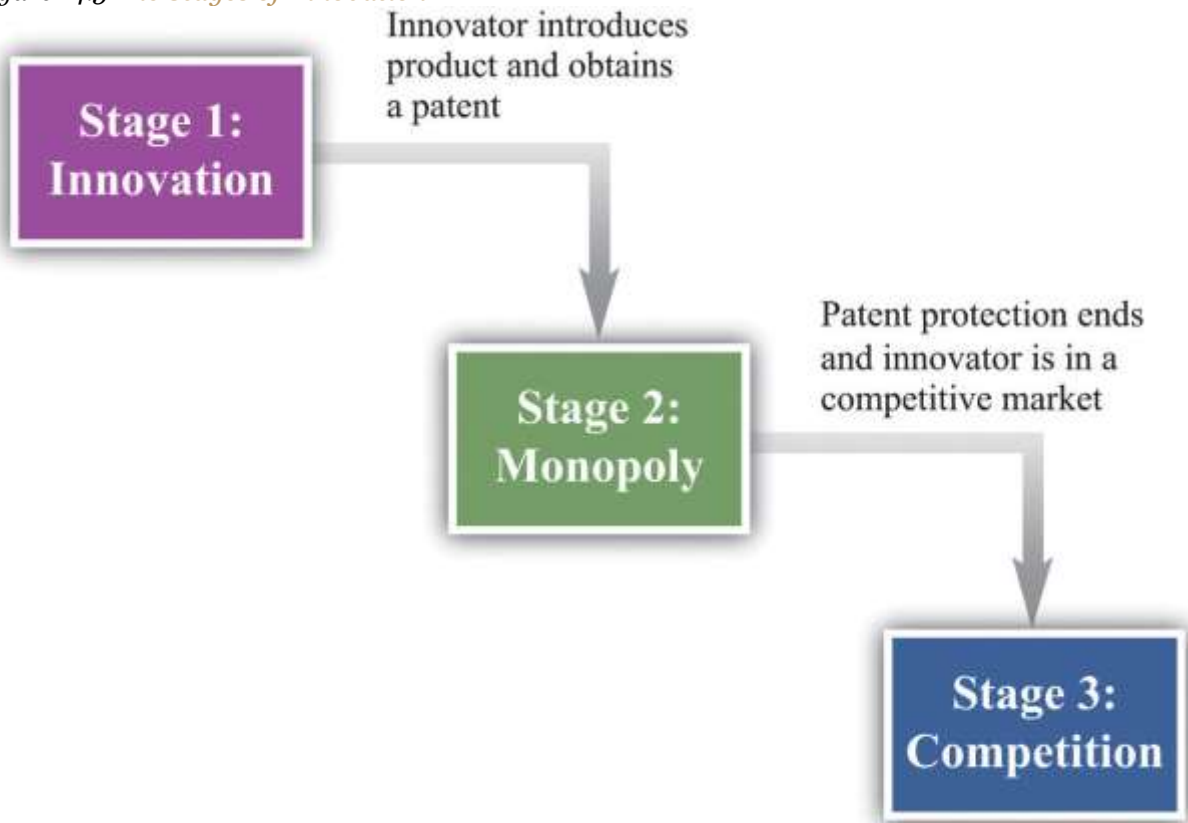 Innovator introduces
product and obtains
a patent
Stage 1:
Innovation
Patent protection ends
and innovator is in a
competitive market
Stage 2:
Monopoly
Stage 3:
Competition